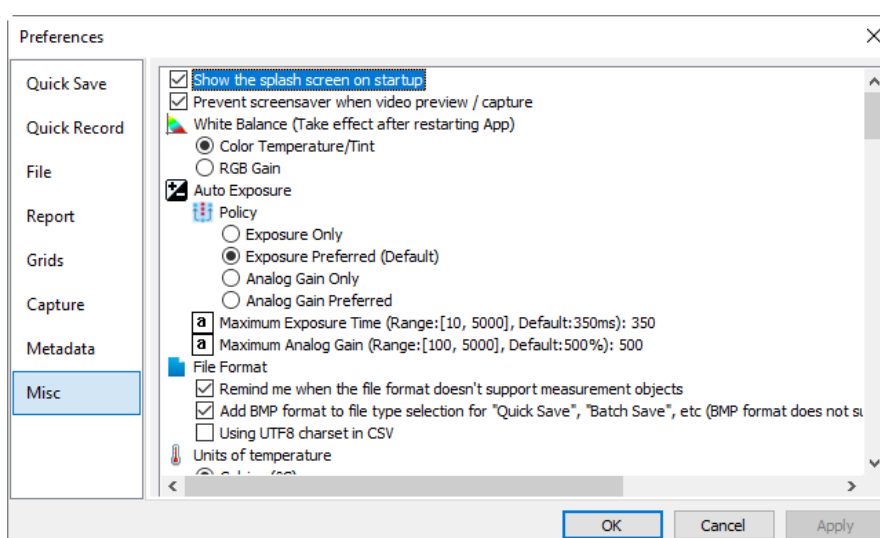 Preferences
Quick Save
Quick Record
File
Report
Grids
Capture
Metadata
Misc
Show the splash screen on startup
Prevent screensaver when video preview / capture
White Balance (Take effect after restarting App)
Color Temperature/Tint
RGB Gain
Auto Exposure
Policy
Exposure Only
Exposure Preferred (Default)
Analog Gain Only
Analog Gain Preferred
a Maximum Exposure Time (Range:[10, 5000], Default:350ms): 350
a Maximum Analog Gain (Range:[100, 5000], Default:500%): 500
File Format
Remind me when the file format doesn't support measurement objects
Add BMP format to file type selection for "Quick Save", "Batch Save", etc (BMP format does not su
Using UTF8 charset in CSV
Units of temperature
OK
Cancel
Apply